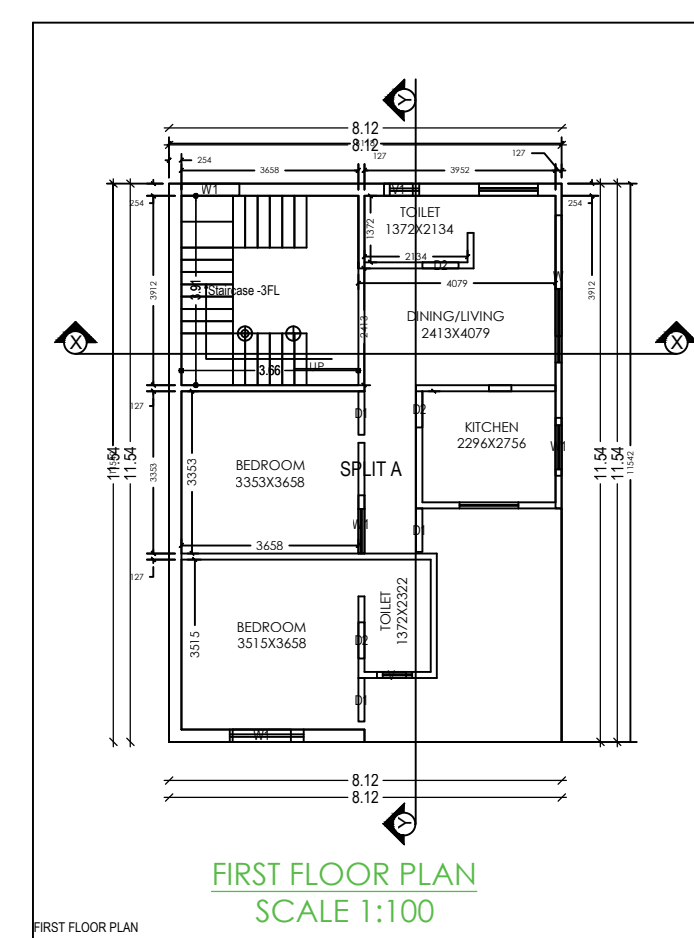 Y
8.12
8.12
254
127
127
3658
3952
W1
V1
254
254
TOILET
1372X2134
1372
2134
D2
4079
W
3912
3.91
Staircase -3FL
3912
DINING/LIVING
2413X4079
2413
X
X
UP
3.66
127
D1
D2
KITCHEN
2296X2756
W1
11.54
11.54
3353
3353
BEDROOM
3353X3658
SPLIT A
11.54
11.54
11542
W1
D1
3658
127
TOILET
1372X2322
BEDROOM
3515X3658
3515
D2
V
D1
W1
8.12
8.12
Y
FIRST FLOOR PLAN
SCALE 1:100
FIRST FLOOR PLAN